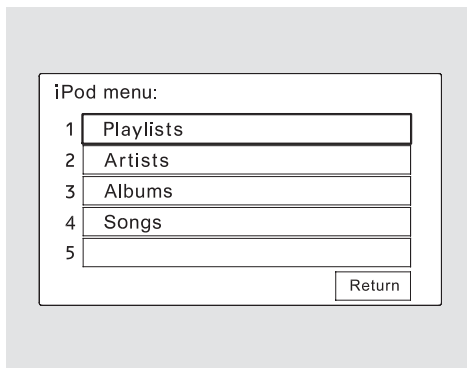 iPod menu:
1 Playlists
2 Artists
3 Albums
4 Songs
5
Return